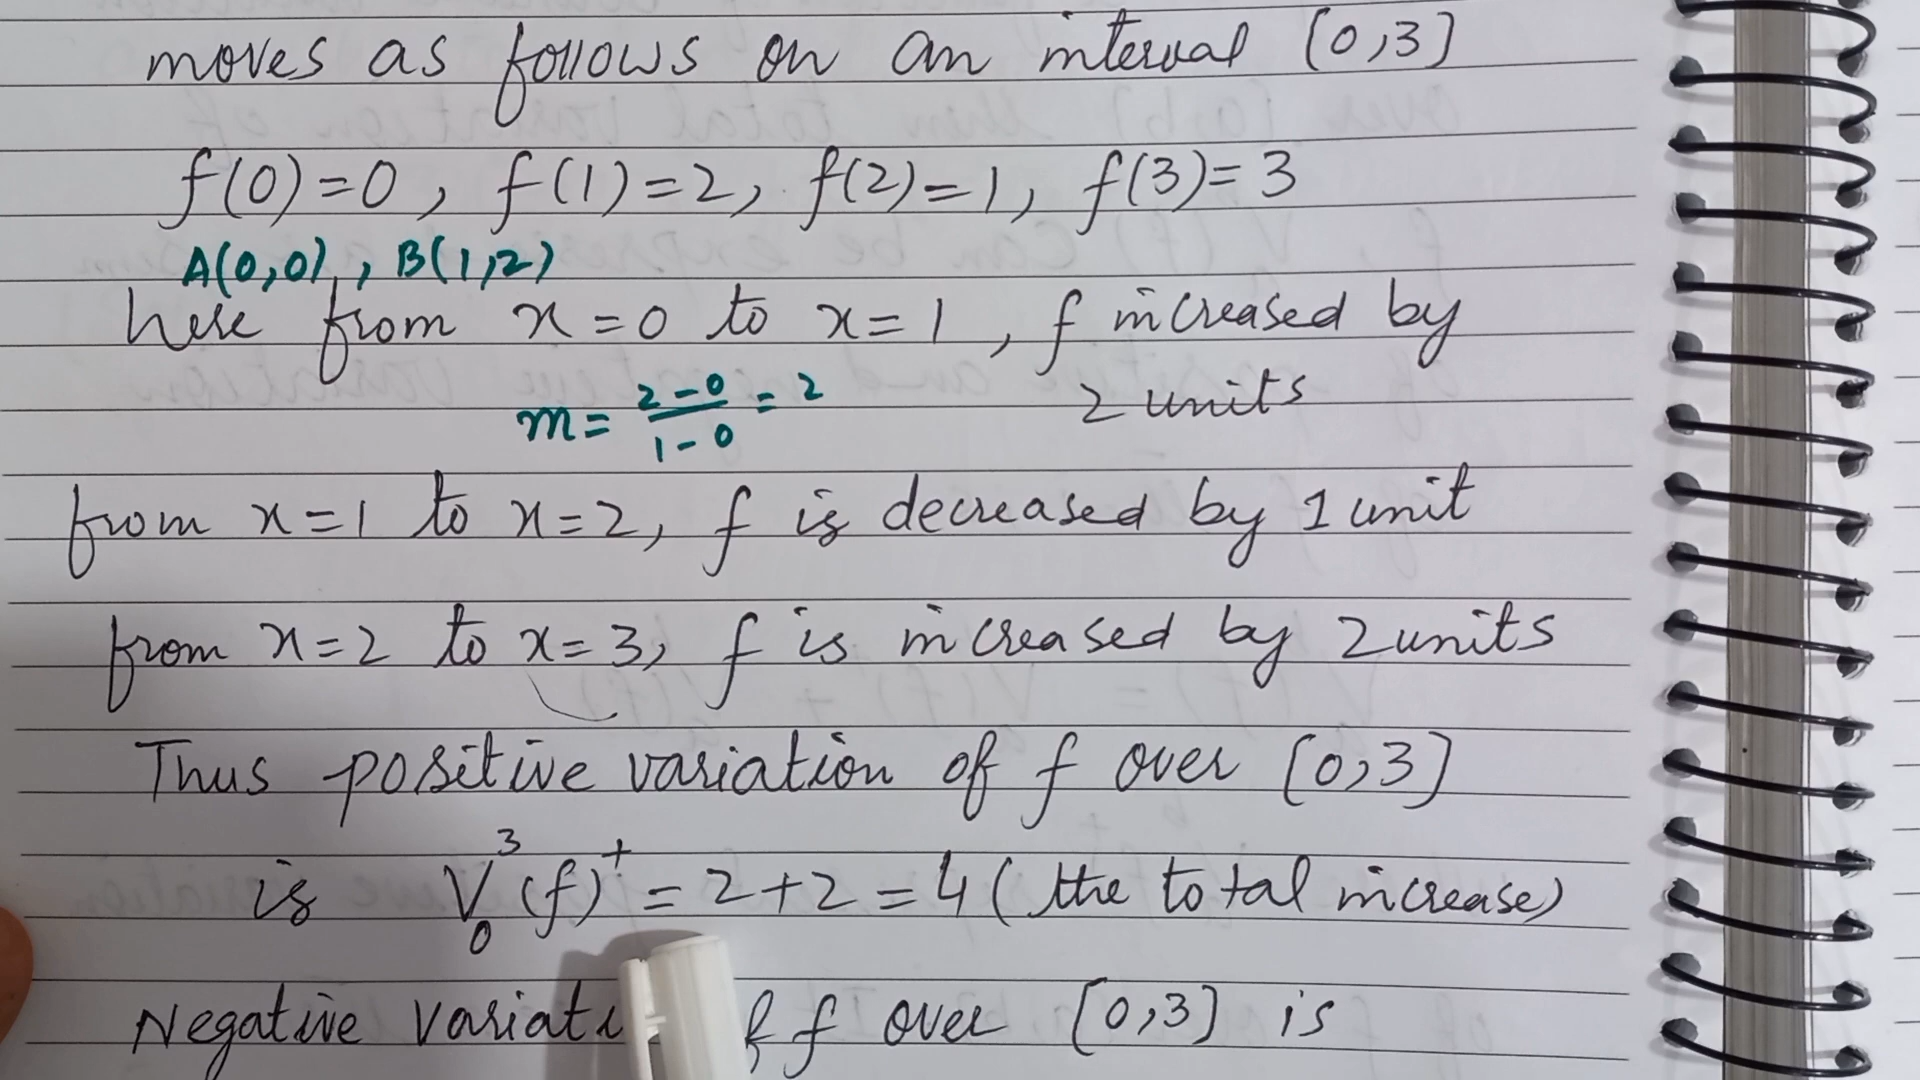 moves as follows on an interval [0,3]
f(0)=0, f(1)=2, f(2)=1, f(3)=3
A(0,0), B(1,2)
here from x=0 to x=1, f increased by
2 units
m = 2-0/1-0 = 2
from x=1 to x=2, f is decreased by 1 unit
from x=2 to x=3, f is increased by 2 units
Thus positive variation of f over [0,3]
is V₀³(f)⁺ = 2+2 = 4 (the total increase)
Negative f over [0,3] is